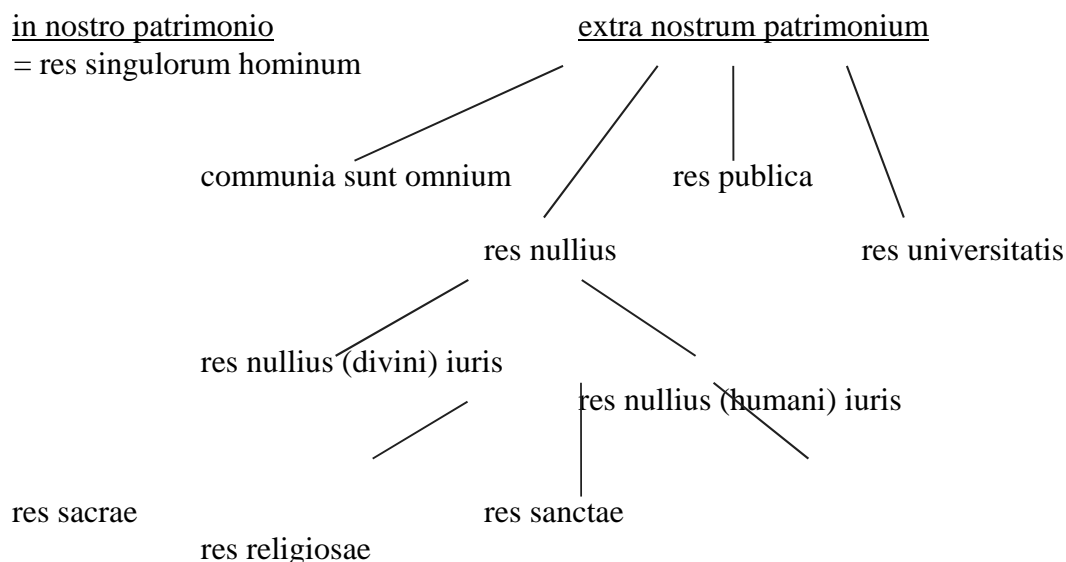 in nostro patrimonio extra nostrum patrimonium
= res singulorum hominum
communia sunt omnium res publica
res nullius res universitatis
res nullius (divini) iuris
res nullius (humani) iuris
res sacrae res sanctae
res religiosae